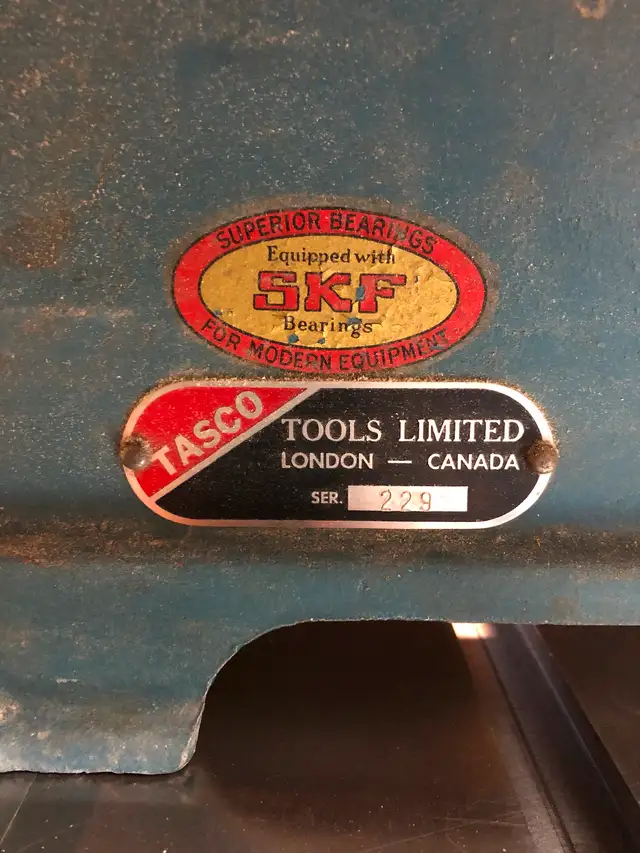 SUPERIOR BEARINGS
Equipped with
SKF
Bearings
FOR MODERN EQUIPMENT
TASCO
TOOLS LIMITED
LONDON — CANADA
SER. 229